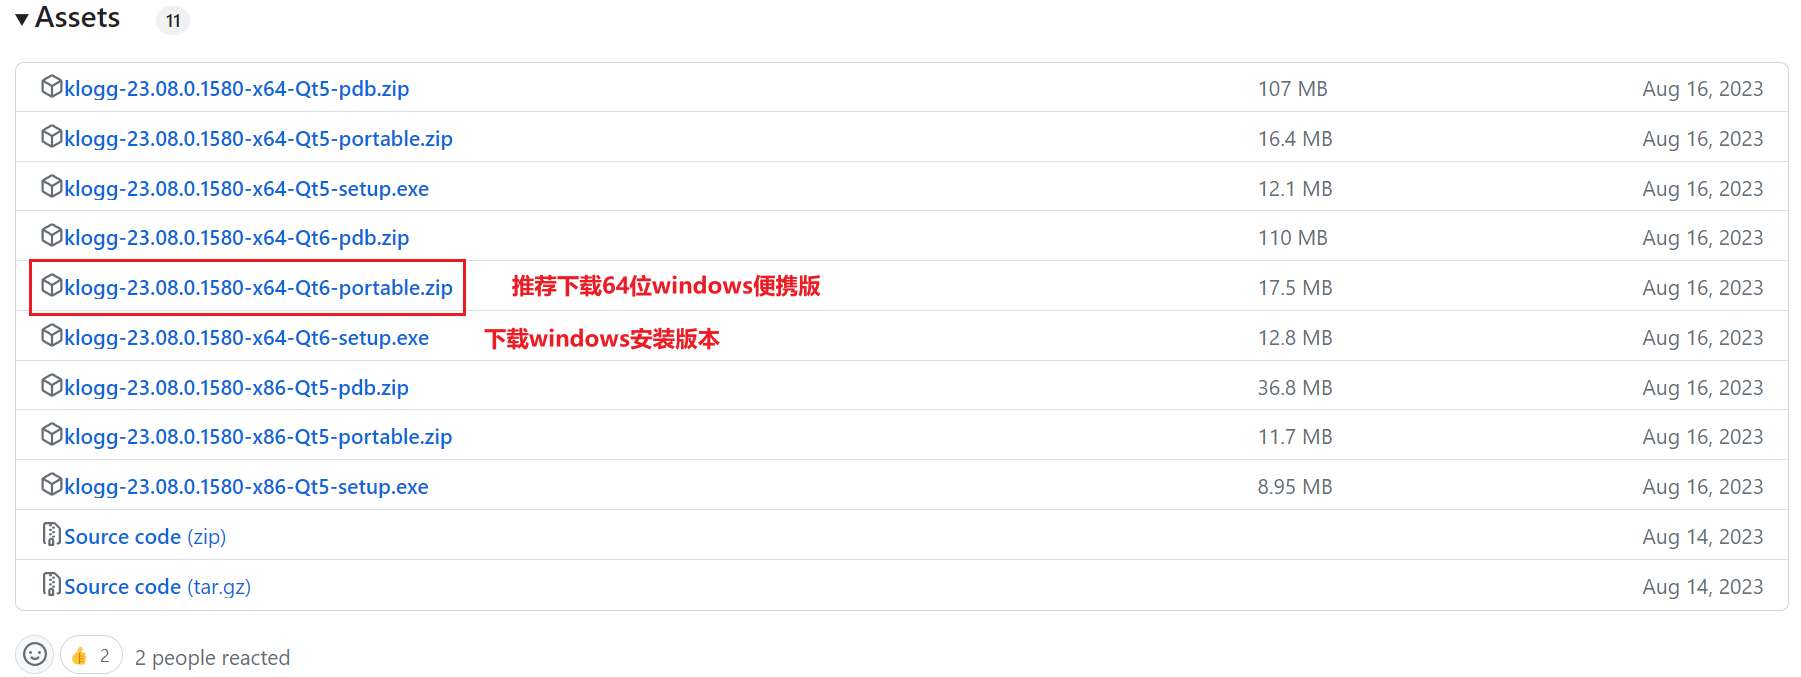 Assets 11
klogg-23.08.0.1580-x64-Qt5-pdb.zip 107 MB Aug 16, 2023
klogg-23.08.0.1580-x64-Qt5-portable.zip 16.4 MB Aug 16, 2023
klogg-23.08.0.1580-x64-Qt5-setup.exe 12.1 MB Aug 16, 2023
klogg-23.08.0.1580-x64-Qt6-pdb.zip 110 MB Aug 16, 2023
klogg-23.08.0.1580-x64-Qt6-portable.zip 推荐下载64位windows便携版 17.5 MB Aug 16, 2023
klogg-23.08.0.1580-x64-Qt6-setup.exe 下载windows安装版本 12.8 MB Aug 16, 2023
klogg-23.08.0.1580-x86-Qt5-pdb.zip 36.8 MB Aug 16, 2023
klogg-23.08.0.1580-x86-Qt5-portable.zip 11.7 MB Aug 16, 2023
klogg-23.08.0.1580-x86-Qt5-setup.exe 8.95 MB Aug 16, 2023
Source code (zip) Aug 14, 2023
Source code (tar.gz) Aug 14, 2023
👍 2 2 people reacted